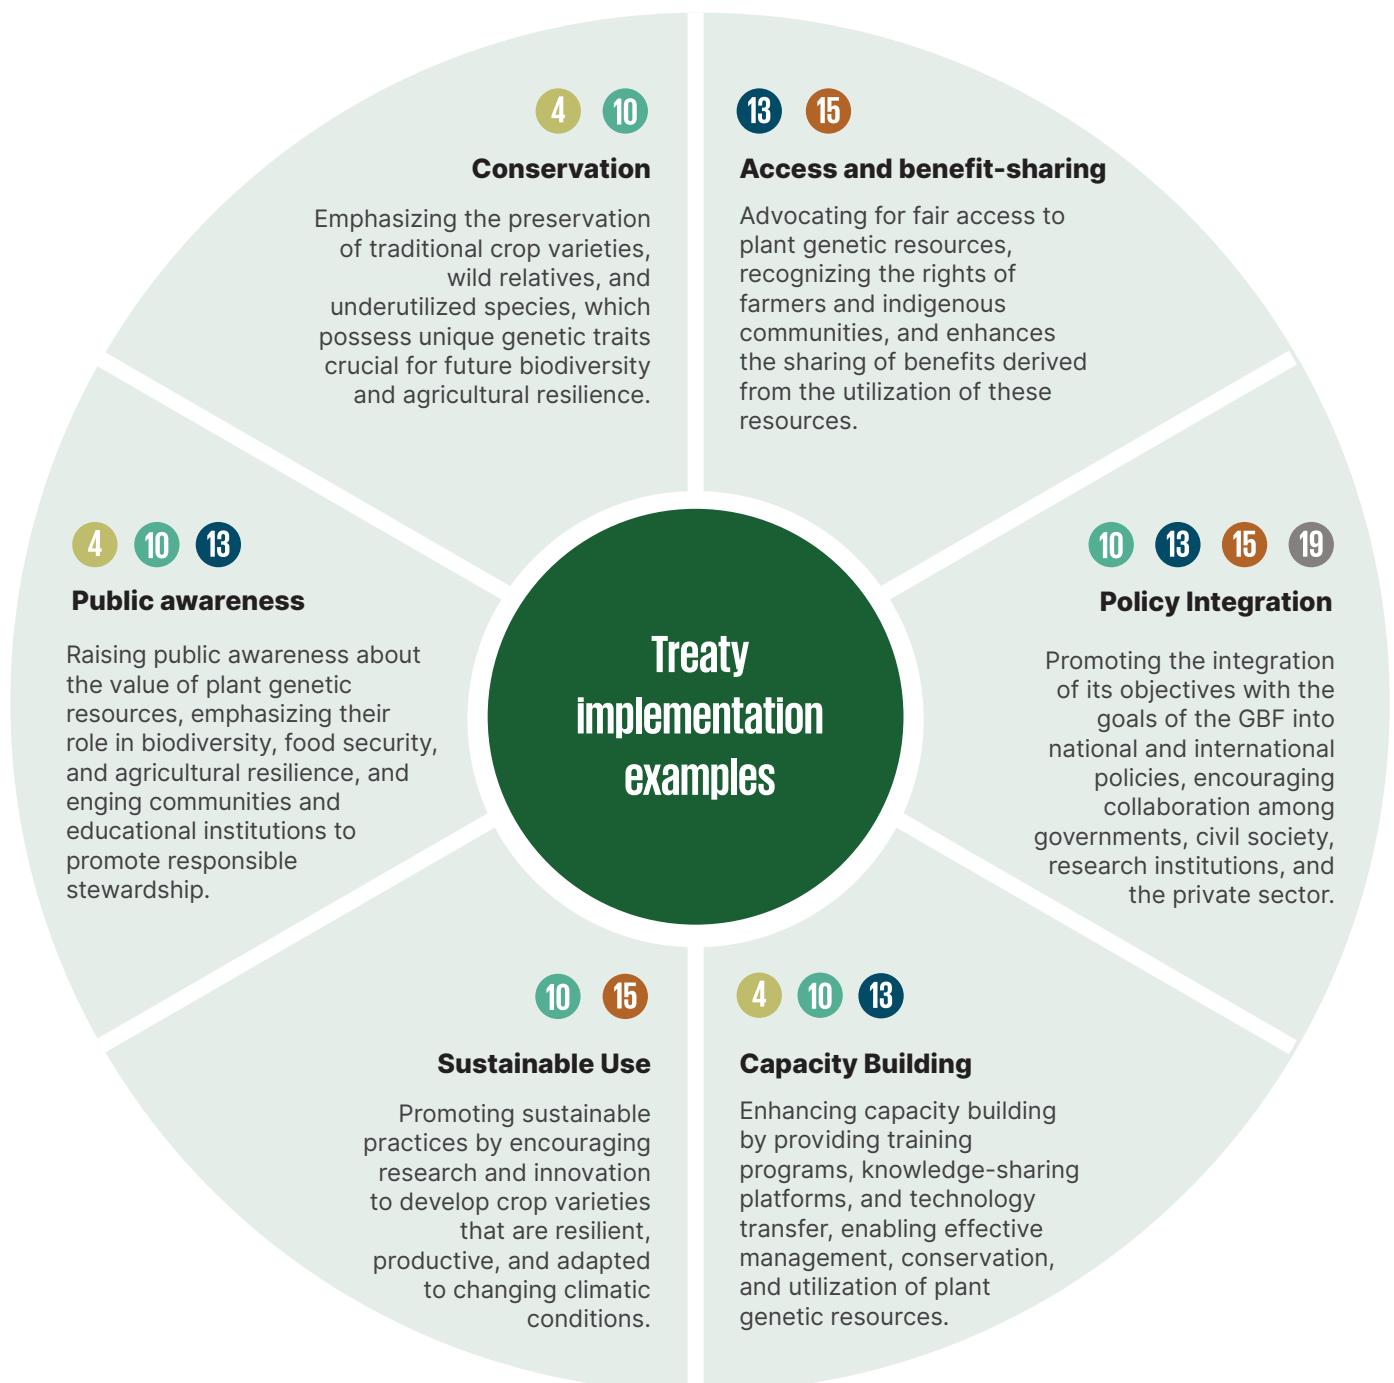 4 10
Conservation
Emphasizing the preservation
of traditional crop varieties,
wild relatives, and
underutilized species, which
possess unique genetic traits
crucial for future biodiversity
and agricultural resilience.
13 15
Access and benefit-sharing
Advocating for fair access to
plant genetic resources,
recognizing the rights of
farmers and indigenous
communities, and enhances
the sharing of benefits derived
from the utilization of these
resources.
4 10 13
Public awareness
Raising public awareness about
the value of plant genetic
resources, emphasizing their
role in biodiversity, food security,
and agricultural resilience, and
enging communities and
educational institutions to
promote responsible
stewardship.
Treaty
implementation
examples
10 13 15 19
Policy Integration
Promoting the integration
of its objectives with the
goals of the GBF into
national and international
policies, encouraging
collaboration among
governments, civil society,
research institutions, and
the private sector.
10 15
Sustainable Use
Promoting sustainable
practices by encouraging
research and innovation
to develop crop varieties
that are resilient,
productive, and adapted
to changing climatic
conditions.
4 10 13
Capacity Building
Enhancing capacity building
by providing training
programs, knowledge-sharing
platforms, and technology
transfer, enabling effective
management, conservation,
and utilization of plant
genetic resources.